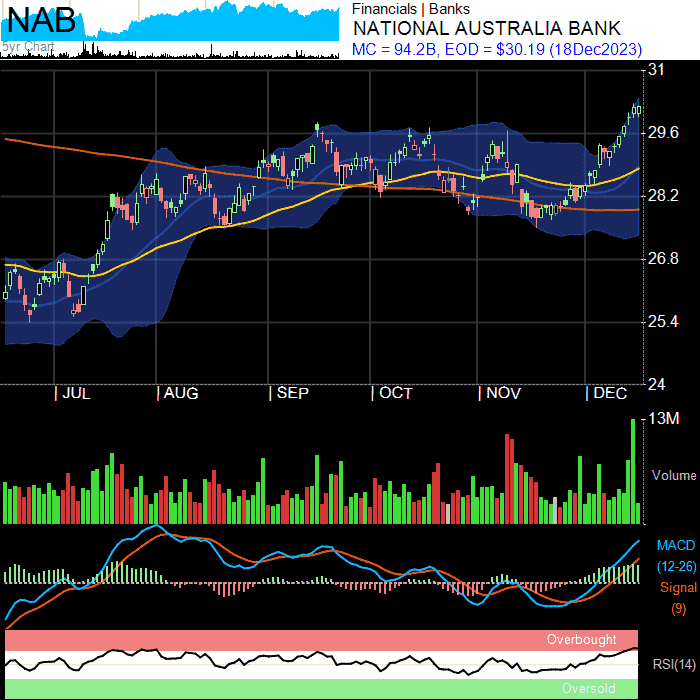 NAB
5yr Chart
Financials | Banks
NATIONAL AUSTRALIA BANK
MC = 94.2B, EOD = $30.19 (18Dec2023)
31
29.6
28.2
26.8
25.4
24
| JUL | AUG | SEP | OCT | NOV | DEC
13M
Volume
MACD
(12-26)
Signal
(9)
Overbought
RSI(14)
Oversold